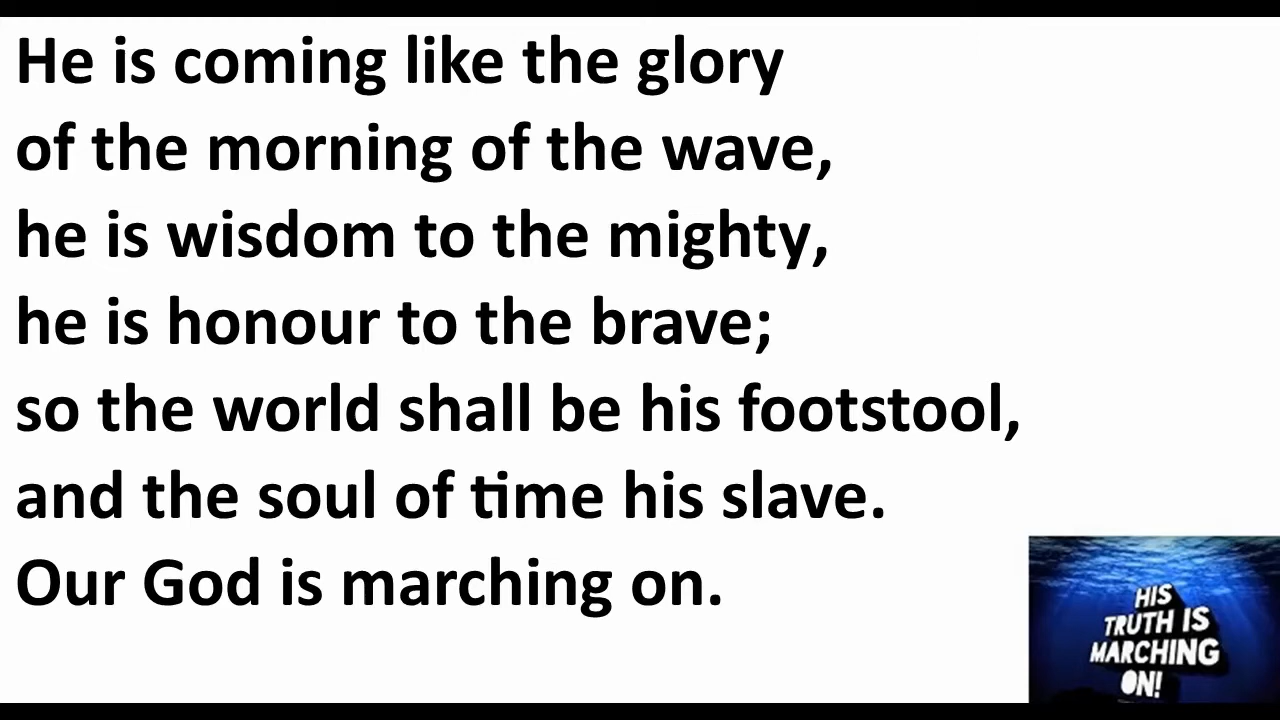 He is coming like the glory
of the morning of the wave,
he is wisdom to the mighty,
he is honour to the brave;
so the world shall be his footstool,
and the soul of time his slave.
Our God is marching on.
HIS
TRUTH IS
MARCHING
ON!